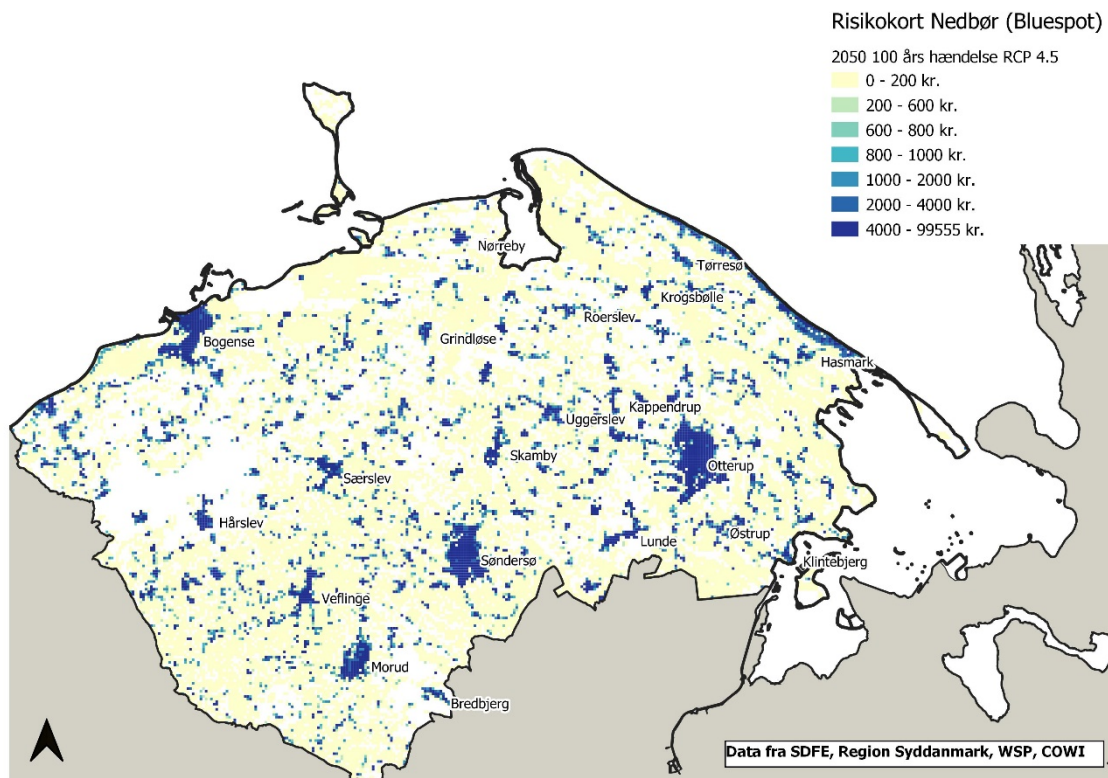 Risikokort Nedbør (Bluespot)
2050 100 års hændelse RCP 4.5
0 - 200 kr.
200 - 600 kr.
600 - 800 kr.
800 - 1000 kr.
1000 - 2000 kr.
2000 - 4000 kr.
4000 - 99555 kr.
Nørreby
Tørresø
Krogsbølle
Roerslev
Grindløse
Bogense
Hasmark
Kappendrup
Uggerslev
Skamby
Otterup
Særslev
Hårslev
Østrup
Lunde
Søndersø
Klintebjerg
Veflinge
Morud
Bredbjerg
Data fra SDFE, Region Syddanmark, WSP, COWI